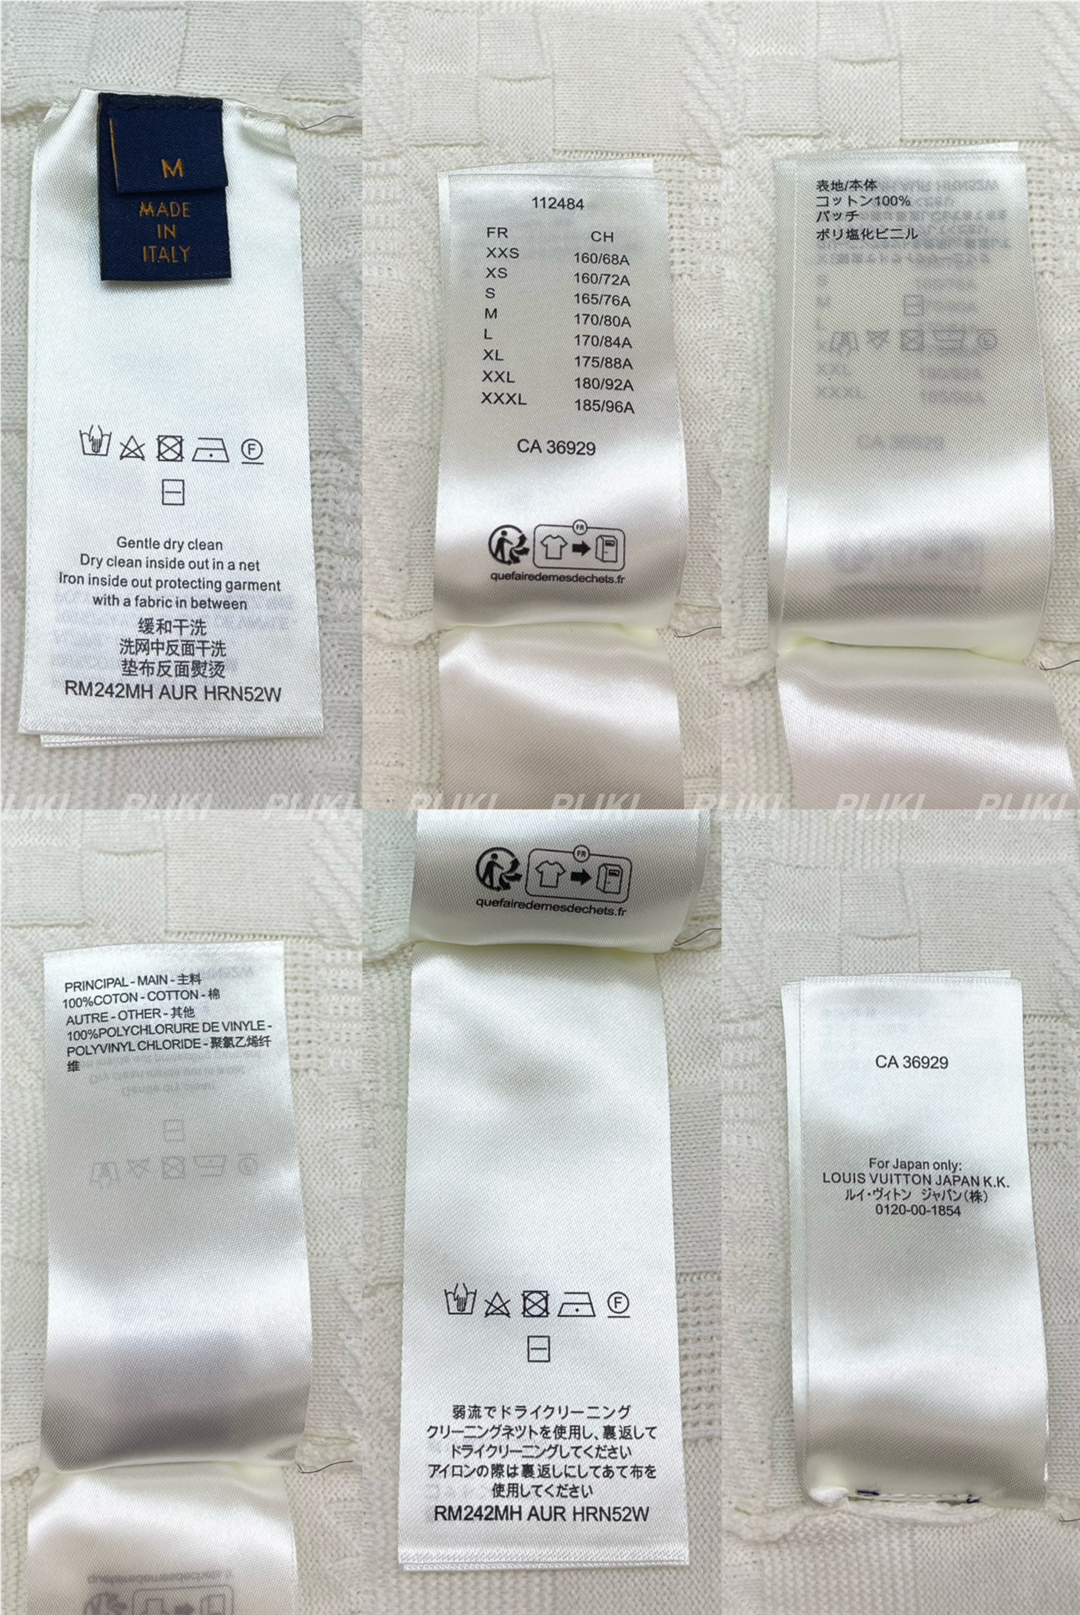 M
MADE
IN
ITALY
F
Gentle dry clean
Dry clean inside out in a net
Iron inside out protecting garment
with a fabric in between
缓和干洗
洗网中反面干洗
垫布反面熨烫
RM242MH AUR HRN52W
112484
FR CH
XXS 160/68A
XS 160/72A
S 165/76A
M 170/80A
L 170/84A
XL 175/88A
XXL 180/92A
XXXL 185/96A
CA 36929
FR
quefairedemesdechets.fr
表地/本体
コットン100%
パッチ
ポリ塩化ビニル
PLIKI PLIKI PLIKI PLIKI PLIKI PLIKI PLIKI
PRINCIPAL - MAIN - 主料
100%COTON - COTTON - 棉
AUTRE - OTHER - 其他
100%POLYCHLORURE DE VINYLE -
POLYVINYL CHLORIDE - 聚氯乙烯纤
维
FR
quefairedemesdechets.fr
F
弱流でドライクリーニング
クリーニングネツトを使用し、裏返して
ドライクリーニングしてください
アイロンの際は裏返しにしてあて布を
使用してください
RM242MH AUR HRN52W
CA 36929
For Japan only:
LOUIS VUITTON JAPAN K.K.
ルイ・ヴィトン ジャパン(株)
0120-00-1854